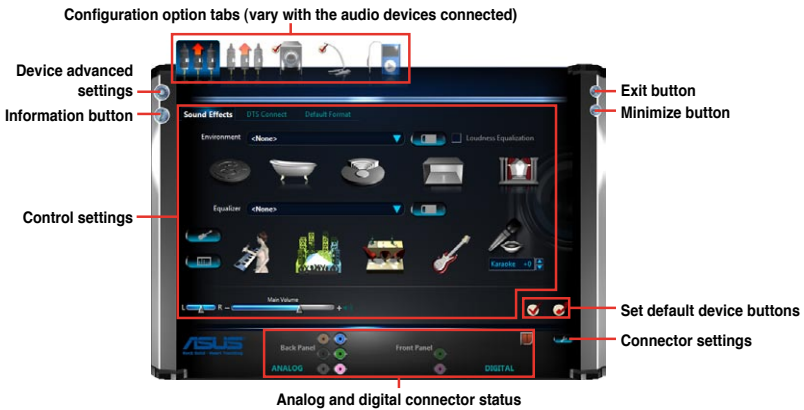 Configuration option tabs (vary with the audio devices connected)
Device advanced
settings
Information button
Exit button
Minimize button
Sound Effects
DTS Connect
Default Format
Environment
<None>
Loudness Equalization
Control settings
Equalizer
<None>
Karaoke +0
Main Volume
L
R
-
+
Set default device buttons
Connector settings
ASUS
Back Panel
Front Panel
ANALOG
DIGITAL
Analog and digital connector status